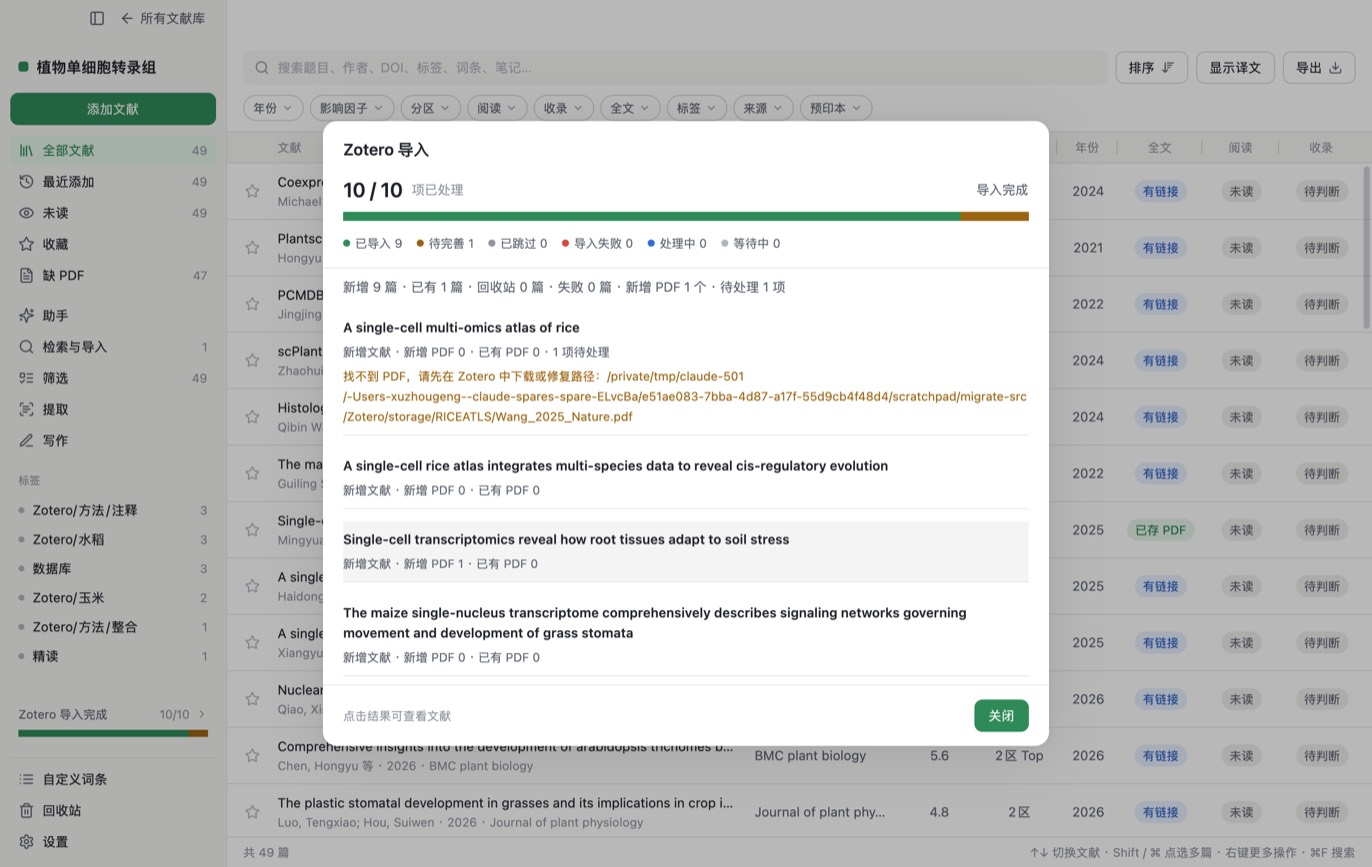 所有文献库
植物单细胞转录组
添加文献
全部文献 49
最近添加 49
未读 49
收藏
缺 PDF 47
助手
检索与导入 1
筛选 49
提取
写作
标签
Zotero/方法/注释 3
Zotero/水稻 3
数据库 3
Zotero/玉米 2
Zotero/方法/整合 1
精读 1
Zotero 导入完成 10/10
自定义词条
回收站
设置
搜索题目、作者、DOI、标签、词条、笔记...
排序
显示译文
导出
年份 影响因子 分区 阅读 收录 全文 标签 来源 预印本
文献 年份 全文 阅读 收录
Coexpr
Michael
2024 有链接 未读 待判断
Plantsc
Hongyu
2021 有链接 未读 待判断
PCMDB
Jingjing
2022 有链接 未读 待判断
scPlant
Zhaohui
2024 有链接 未读 待判断
Histolog
Qibin W
2024 有链接 未读 待判断
The ma
Guiling
2022 有链接 未读 待判断
Single-
Mingyua
2025 已存 PDF 未读 待判断
A single
Haidong
2025 有链接 未读 待判断
A single
Xiangyu
2025 有链接 未读 待判断
Nuclear
Qiao, Xi
2026 有链接 未读 待判断
Comprehensive insights into the development of arabidopsis trichomes b...
Chen, Hongyu 等 · 2026 · BMC plant biology
BMC plant biology 5.6 2区 Top 2026 有链接 未读 待判断
The plastic stomatal development in grasses and its implications in crop i...
Luo, Tengxiao; Hou, Suiwen · 2026 · Journal of plant physiology
Journal of plant phy... 4.8 2区 2026 有链接 未读 待判断
共 49 篇
↑↓ 切换文献 · Shift / ⌘ 点选多篇 · 右键更多操作 · ⌘F 搜索
Zotero 导入
10 / 10 项已处理 导入完成
已导入 9 待完善 1 已跳过 0 导入失败 0 处理中 0 等待中 0
新增 9 篇 · 已有 1 篇 · 回收站 0 篇 · 失败 0 篇 · 新增 PDF 1 个 · 待处理 1 项
A single-cell multi-omics atlas of rice
新增文献 · 新增 PDF 0 · 已有 PDF 0 · 1 项待处理
找不到 PDF，请先在 Zotero 中下载或修复路径：/private/tmp/claude-501
/-Users-xuzhougeng--claude-spares-spare-ELvcBa/e51ae083-7bba-4d87-a17f-55d9cb4f48d4/scratchpad/migrate-src
/Zotero/storage/RICEATLS/Wang_2025_Nature.pdf
A single-cell rice atlas integrates multi-species data to reveal cis-regulatory evolution
新增文献 · 新增 PDF 0 · 已有 PDF 0
Single-cell transcriptomics reveal how root tissues adapt to soil stress
新增文献 · 新增 PDF 1 · 已有 PDF 0
The maize single-nucleus transcriptome comprehensively describes signaling networks governing
movement and development of grass stomata
新增文献 · 新增 PDF 0 · 已有 PDF 0
点击结果可查看文献
关闭